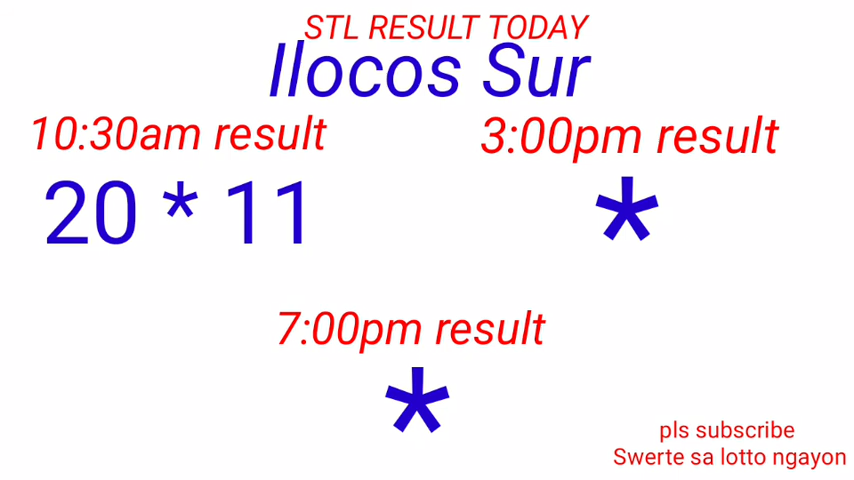 STL RESULT TODAY
Ilocos Sur
10:30am result
3:00pm result
20 * 11
*
7:00pm result
*
pls subscribe
Swerte sa lotto ngayon